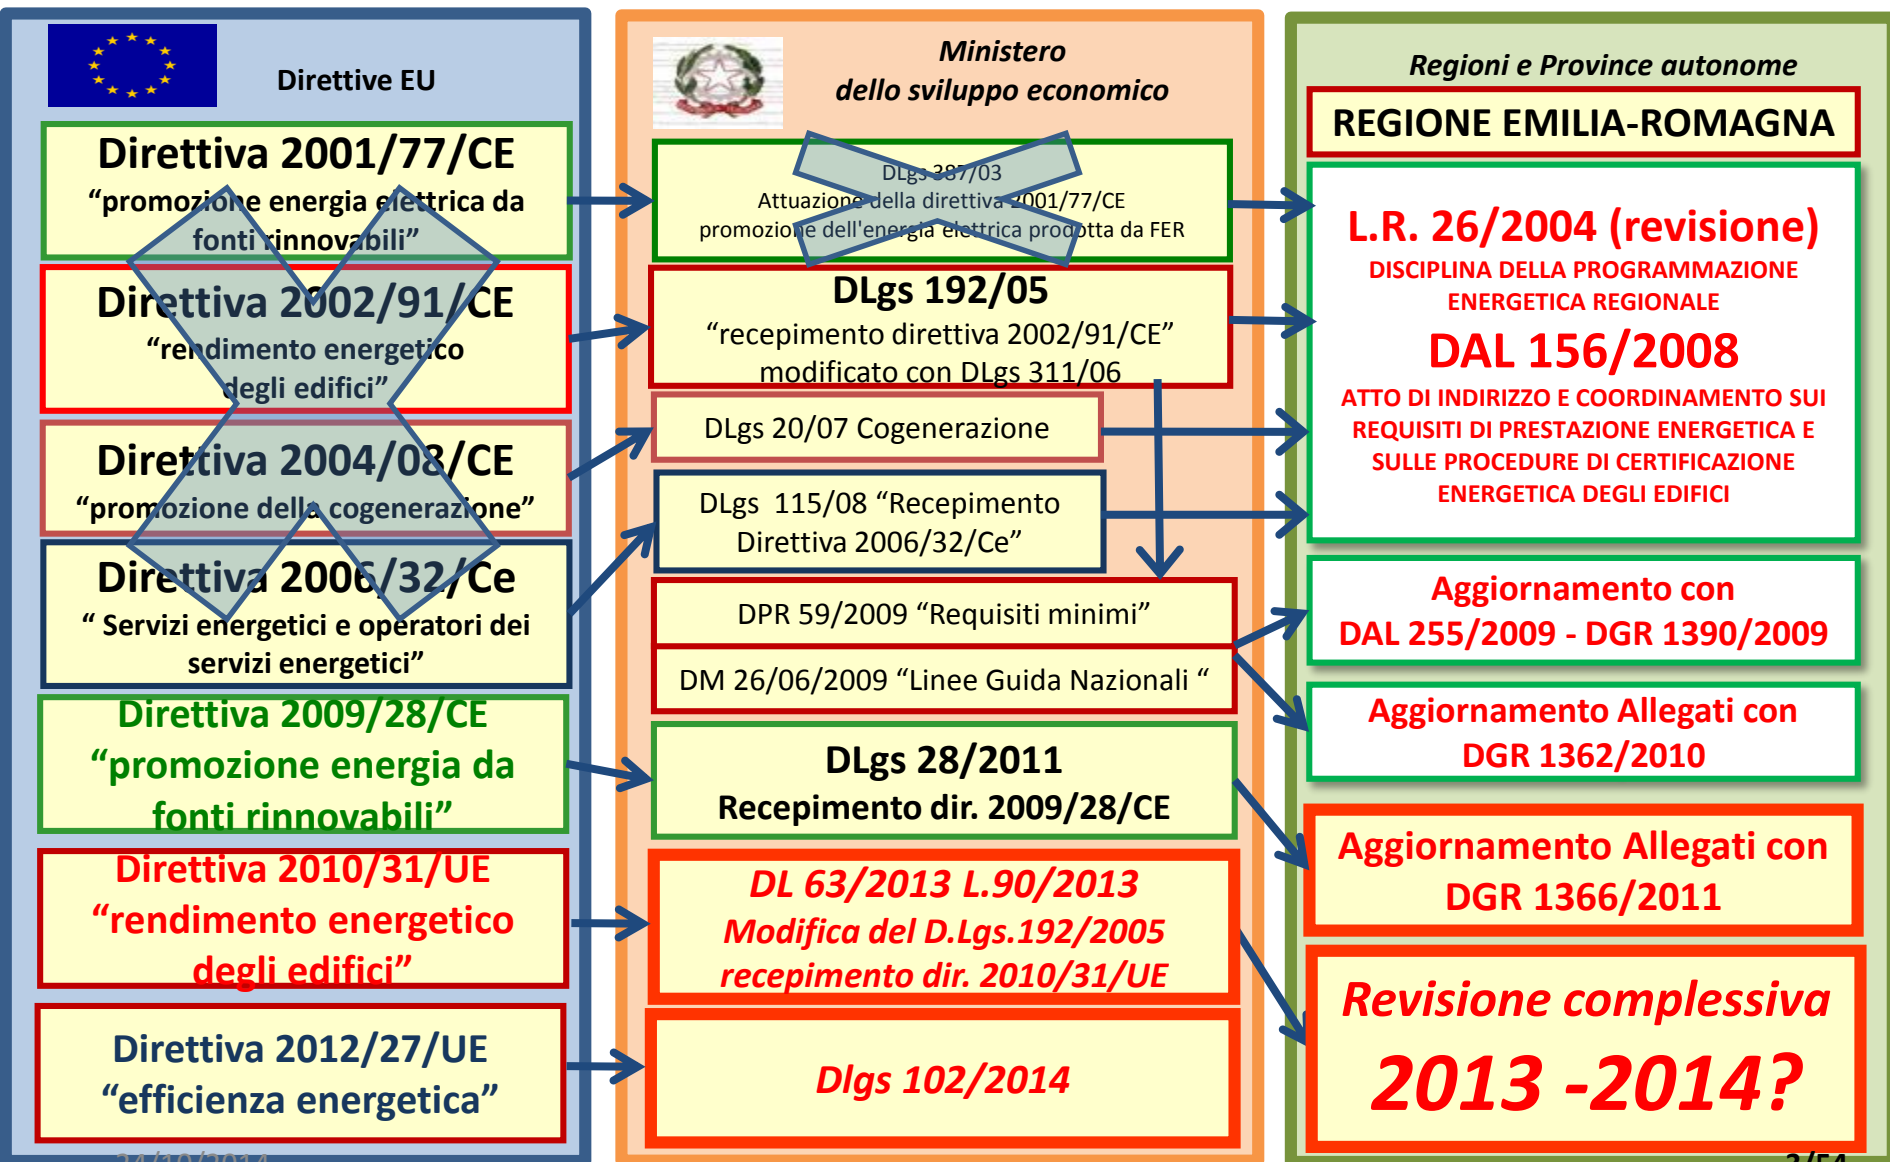 Direttive EU
Direttiva 2001/77/CE
“promozione energia elettrica da
fonti rinnovabili”
Direttiva 2002/91/CE
“rendimento energetico
degli edifici”
Direttiva 2004/08/CE
“promozione della cogenerazione”
Direttiva 2006/32/Ce
“ Servizi energetici e operatori dei
servizi energetici”
Direttiva 2009/28/CE
“promozione energia da
fonti rinnovabili”
Direttiva 2010/31/UE
“rendimento energetico
degli edifici”
Direttiva 2012/27/UE
“efficienza energetica”
24/10/2014
Ministero
dello sviluppo economico
DLgs 387/03
Attuazione della direttiva 2001/77/CE
promozione dell'energia elettrica prodotta da FER
DLgs 192/05
“recepimento direttiva 2002/91/CE”
modificato con DLgs 311/06
DLgs 20/07 Cogenerazione
DLgs 115/08 “Recepimento
Direttiva 2006/32/Ce”
DPR 59/2009 “Requisiti minimi”
DM 26/06/2009 “Linee Guida Nazionali “
DLgs 28/2011
Recepimento dir. 2009/28/CE
DL 63/2013 L.90/2013
Modifica del D.Lgs.192/2005
recepimento dir. 2010/31/UE
Dlgs 102/2014
Regioni e Province autonome
REGIONE EMILIA-ROMAGNA
L.R. 26/2004 (revisione)
DISCIPLINA DELLA PROGRAMMAZIONE
ENERGETICA REGIONALE
DAL 156/2008
ATTO DI INDIRIZZO E COORDINAMENTO SUI
REQUISITI DI PRESTAZIONE ENERGETICA E
SULLE PROCEDURE DI CERTIFICAZIONE
ENERGETICA DEGLI EDIFICI
Aggiornamento con
DAL 255/2009 - DGR 1390/2009
Aggiornamento Allegati con
DGR 1362/2010
Aggiornamento Allegati con
DGR 1366/2011
Revisione complessiva
2013 -2014?